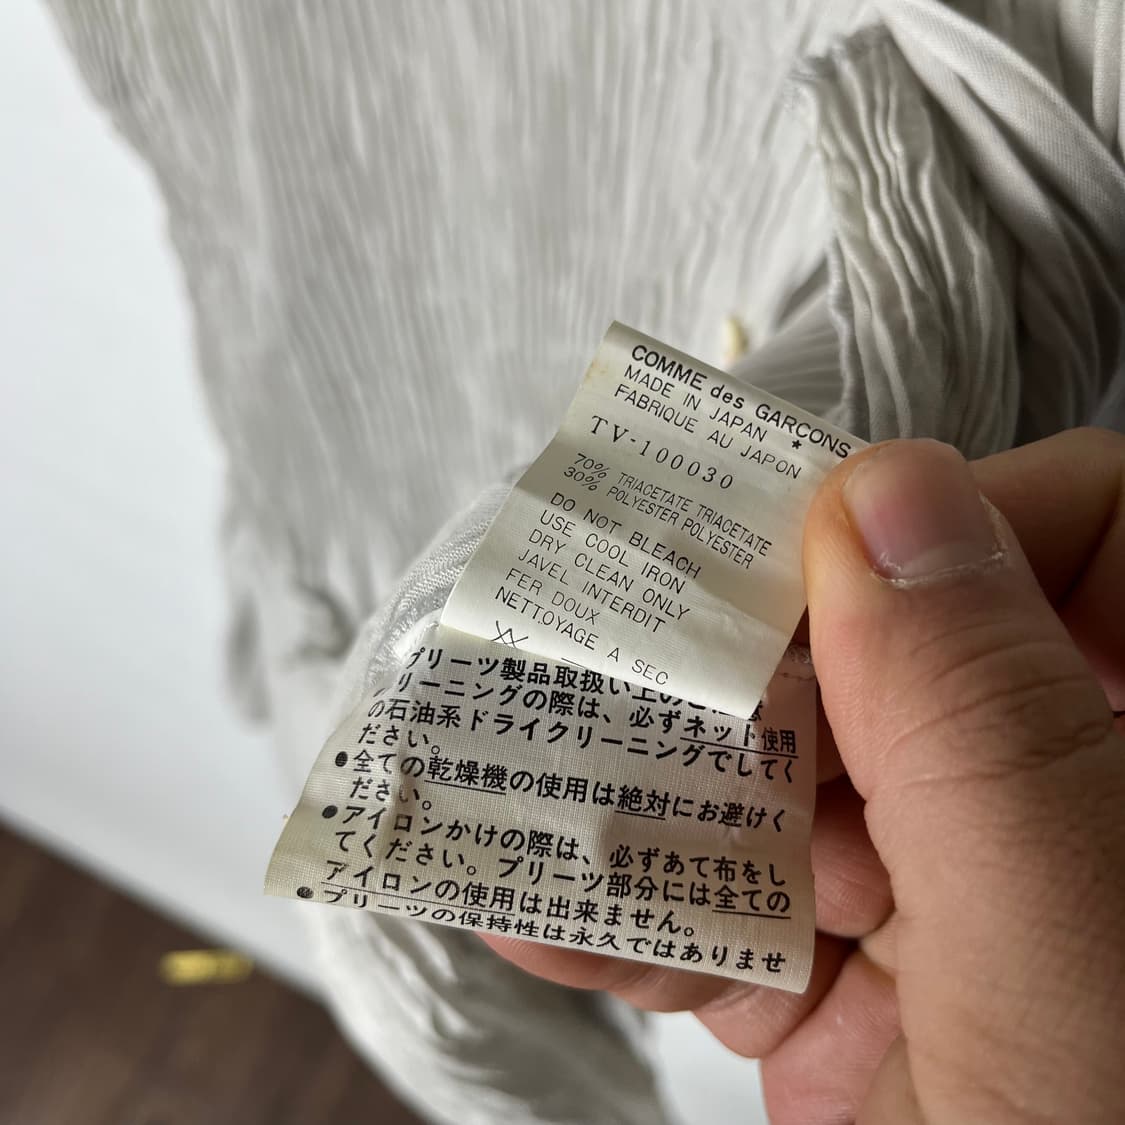 COMME des GARCONS
MADE IN JAPAN ★
FABRIQUE AU JAPON
TV-100030
70% TRIACETATE TRIACETATE
30% POLYESTER POLYESTER
DO NOT BLEACH
USE COOL IRON
DRY CLEAN ONLY
JAVEL INTERDIT
FER DOUX
NETTOYAGE A SEC
プリーツ製品取扱い上の
クリーニングの際は、必ずネット使用
の石油系ドライクリーニングでしてく
ださい。
●全ての乾燥機の使用は絶対にお避けく
ださい。
●アイロンかけの際は、必ずあて布をし
てください。プリーツ部分には全ての
アイロンの使用は出来ません。
●プリーツの保持性は永久ではありませ